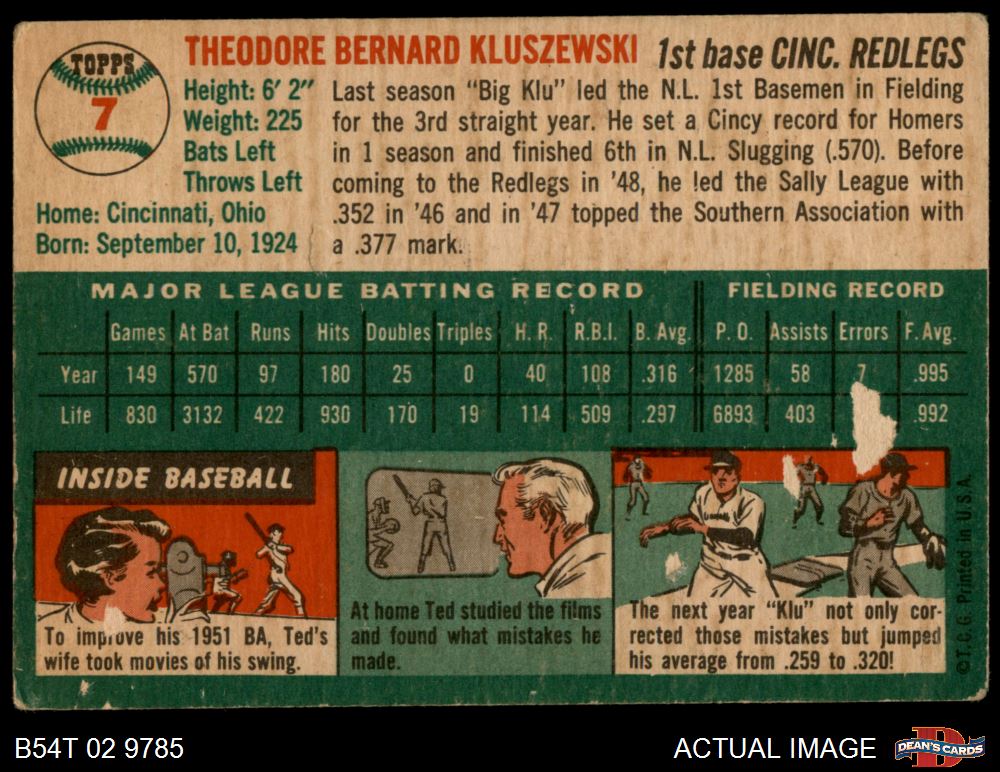 TOPPS
7
THEODORE BERNARD KLUSZEWSKI 1st base CINC. REDLEGS
Height: 6' 2"
Weight: 225
Bats Left
Throws Left
Home: Cincinnati, Ohio
Born: September 10, 1924
Last season "Big Klu" led the N.L. 1st Basemen in Fielding
for the 3rd straight year. He set a Cincy record for Homers
in 1 season and finished 6th in N.L. Slugging (.570). Before
coming to the Redlegs in '48, he led the Sally League with
.352 in '46 and in '47 topped the Southern Association with
a .377 mark.
MAJOR LEAGUE BATTING RECORD FIELDING RECORD
Games At Bat Runs Hits Doubles Triples H. R. R.B.I. B. Avg. P. O. Assists Errors F. Avg.
Year 149 570 97 180 25 0 40 108 .316 1285 58 7 .995
Life 830 3132 422 930 170 19 114 509 .297 6893 403 .992
INSIDE BASEBALL
To improve his 1951 BA, Ted's
wife took movies of his swing.
At home Ted studied the films
and found what mistakes he
made.
The next year "Klu" not only cor-
rected those mistakes but jumped
his average from .259 to .320!
©T.C.G. Printed in U.S.A.
B54T 02 9785
ACTUAL IMAGE
DEAN'S CARDS